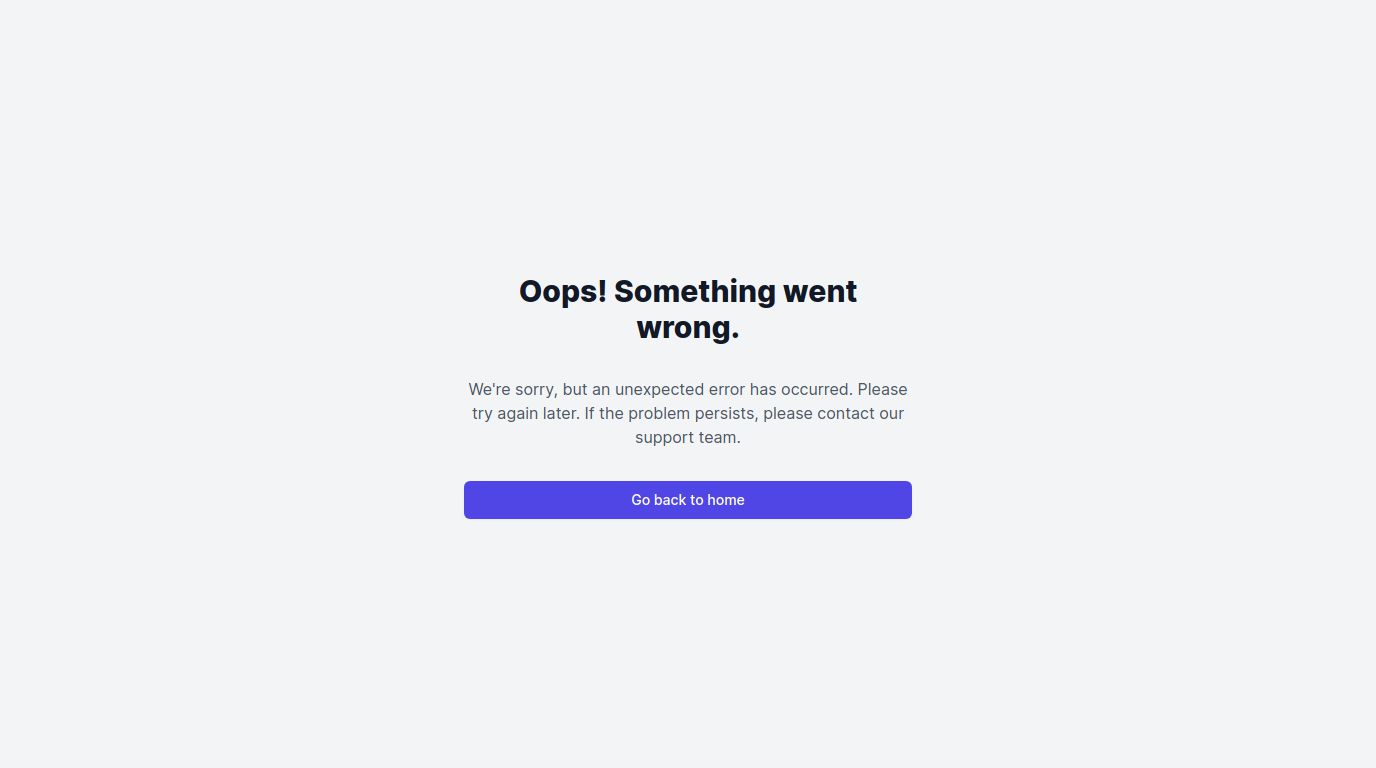 Oops! Something went
wrong.
We're sorry, but an unexpected error has occurred. Please
try again later. If the problem persists, please contact our
support team.
Go back to home